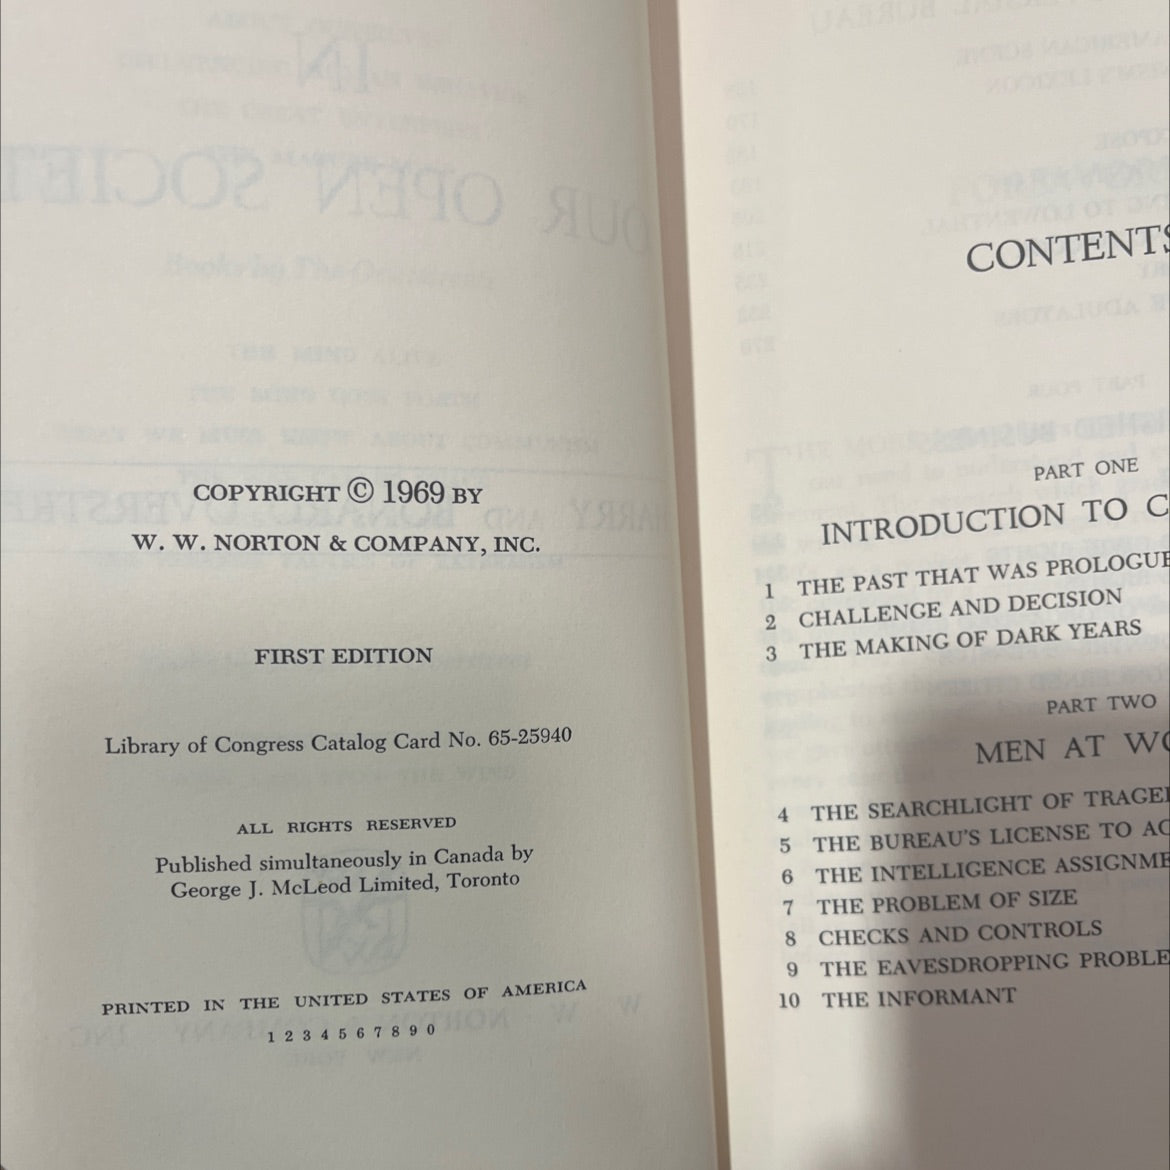 COPYRIGHT © 1969 BY
W. W. NORTON & COMPANY, INC.
FIRST EDITION
Library of Congress Catalog Card No. 65-25940
ALL RIGHTS RESERVED
Published simultaneously in Canada by
George J. McLeod Limited, Toronto
PRINTED IN THE UNITED STATES OF AMERICA
1 2 3 4 5 6 7 8 9 0
CONTENTS
PART ONE
INTRODUCTION TO C
1 THE PAST THAT WAS PROLOGUE
2 CHALLENGE AND DECISION
3 THE MAKING OF DARK YEARS
PART TWO
MEN AT WO
4 THE SEARCHLIGHT OF TRAGE
5 THE BUREAU'S LICENSE TO AC
6 THE INTELLIGENCE ASSIGNME
7 THE PROBLEM OF SIZE
8 CHECKS AND CONTROLS
9 THE EAVESDROPPING PROBLE
10 THE INFORMANT